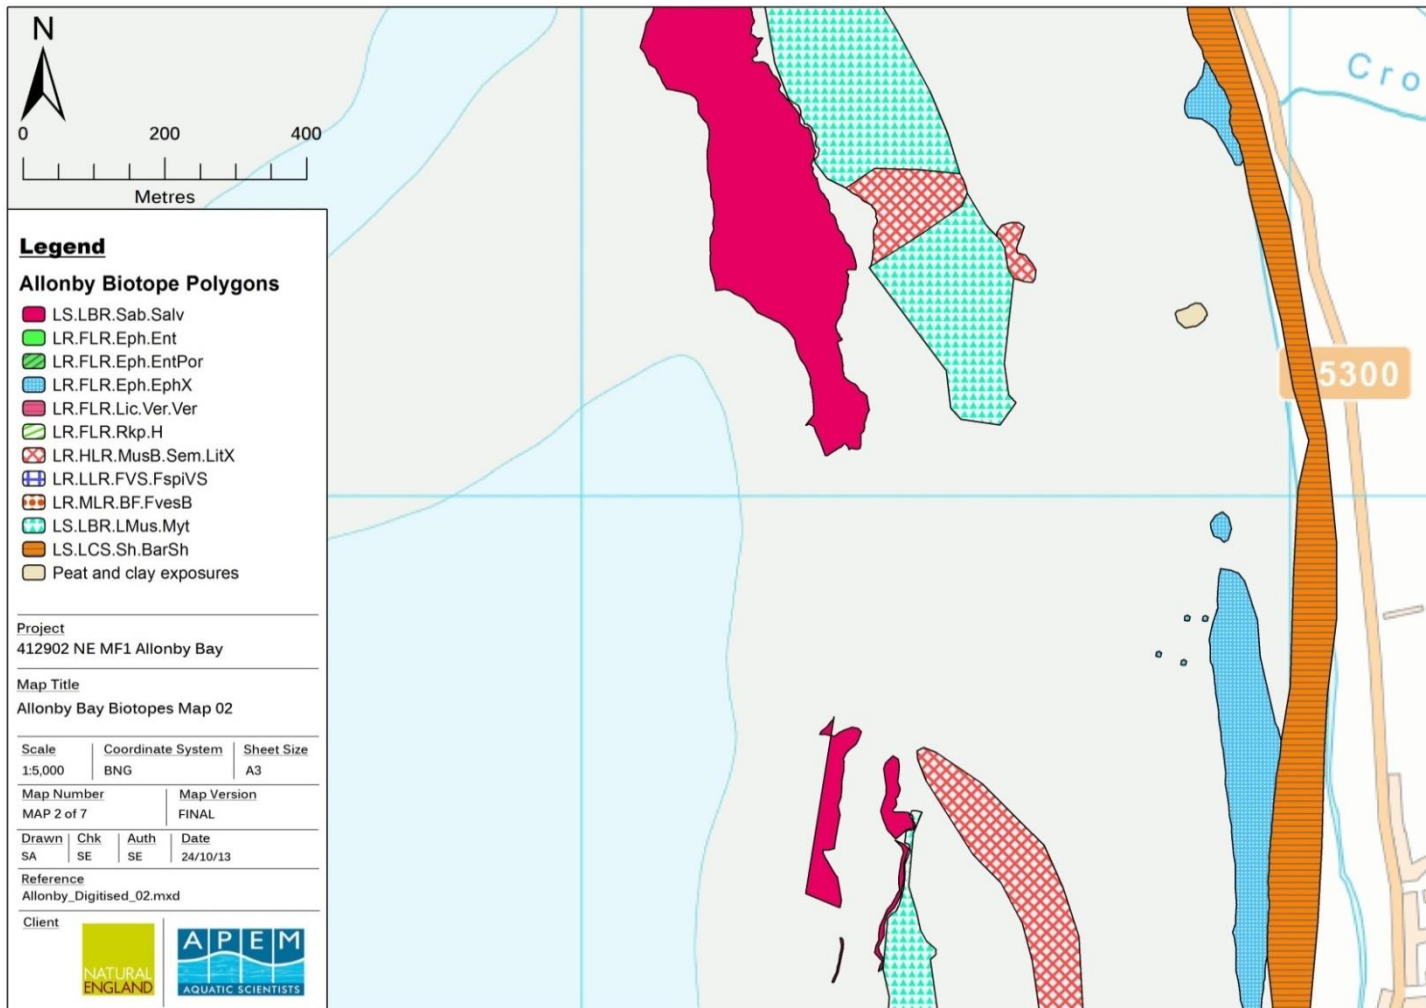 N
0 200 400
Metres
Legend
Allonby Biotope Polygons
LS.LBR.Sab.Salv
LR.FLR.Eph.Ent
LR.FLR.Eph.EntPor
LR.FLR.Eph.EphX
LR.FLR.Lic.Ver.Ver
LR.FLR.Rkp.H
LR.HLR.MusB.Sem.LitX
LR.LLR.FVS.FspiVS
LR.MLR.BF.FvesB
LS.LBR.LMus.Myt
LS.LCS.Sh.BarSh
Peat and clay exposures
Project
412902 NE MF1 Allonby Bay
Map Title
Allonby Bay Biotopes Map 02
Scale Coordinate System Sheet Size
1:5,000 BNG A3
Map Number Map Version
MAP 2 of 7 FINAL
Drawn Chk Auth Date
SA SE SE 24/10/13
Reference
Allonby_Digitised_02.mxd
Client
NATURAL
ENGLAND
APEM
AQUATIC SCIENTISTS
Cro
5300